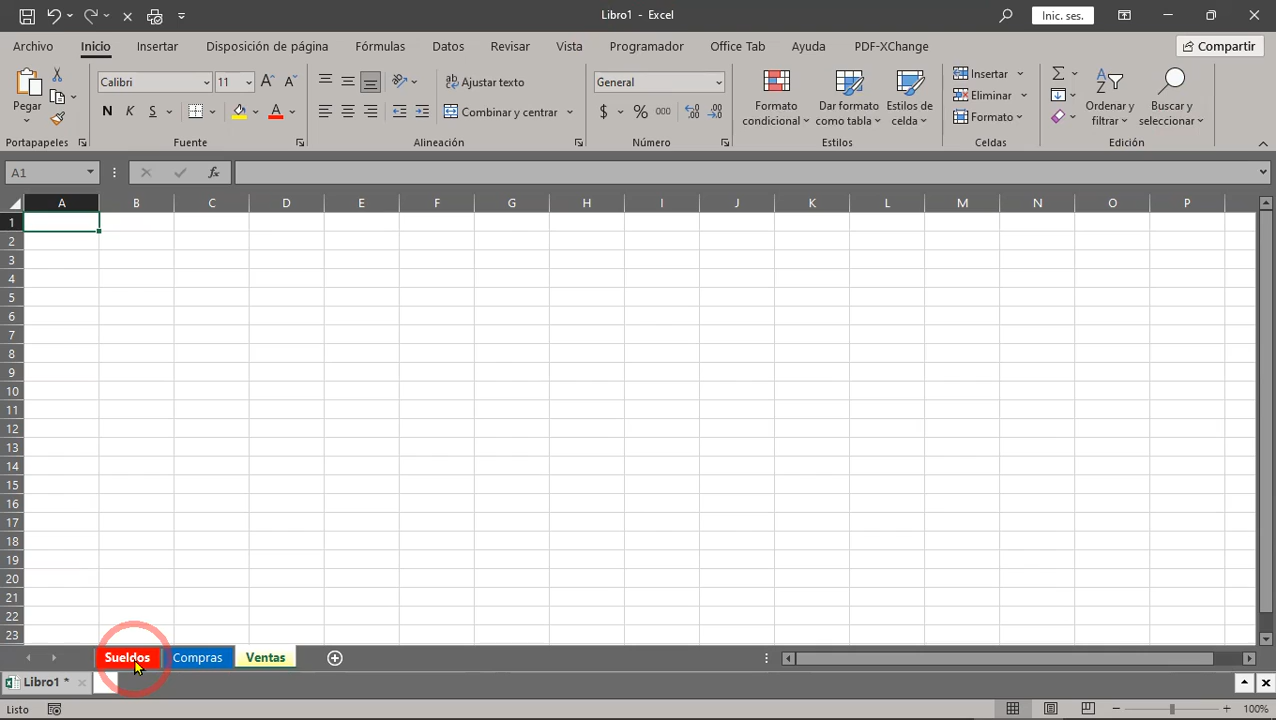 Libro1 - Excel
Inic. ses.
Archivo Inicio Insertar Disposición de página Fórmulas Datos Revisar Vista Programador Office Tab Ayuda PDF-XChange Compartir
Pegar
Calibri 11
N K S
Ajustar texto
Combinar y centrar
General
$ % 000
Formato condicional
Dar formato como tabla
Estilos de celda
Insertar
Eliminar
Formato
Ordenar y filtrar
Buscar y seleccionar
Portapapeles Fuente Alineación Número Estilos Celdas Edición
A1 fx
A B C D E F G H I J K L M N O P
1
2
3
4
5
6
7
8
9
10
11
12
13
14
15
16
17
18
19
20
21
22
23
Sueldos Compras Ventas
Libro1 *
Listo 100%